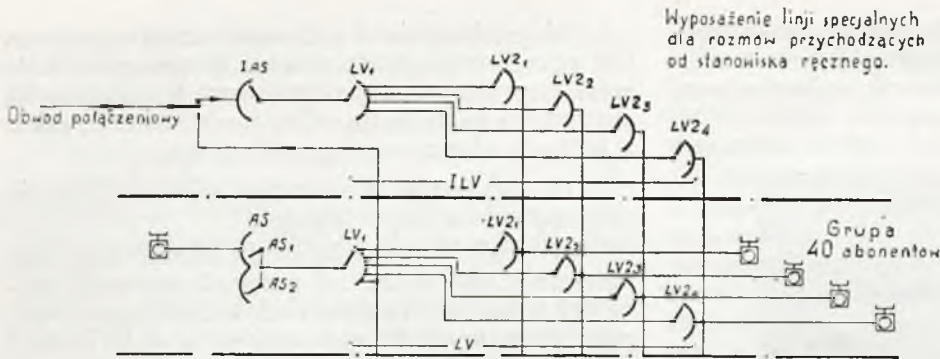 Wyposażenie linji specjalnych
dla rozmów przychodzących
od stanowiska ręcznego.
IAS
LV₁
LV2₁
LV2₂
LV2₃
LV2₄
Obwód połączeniowy
ILV
AS
AS₁
AS2
LV₁
LV2₁
LV2₂
LV2₃
LV2₄
Grupa
40 abonentów
LV